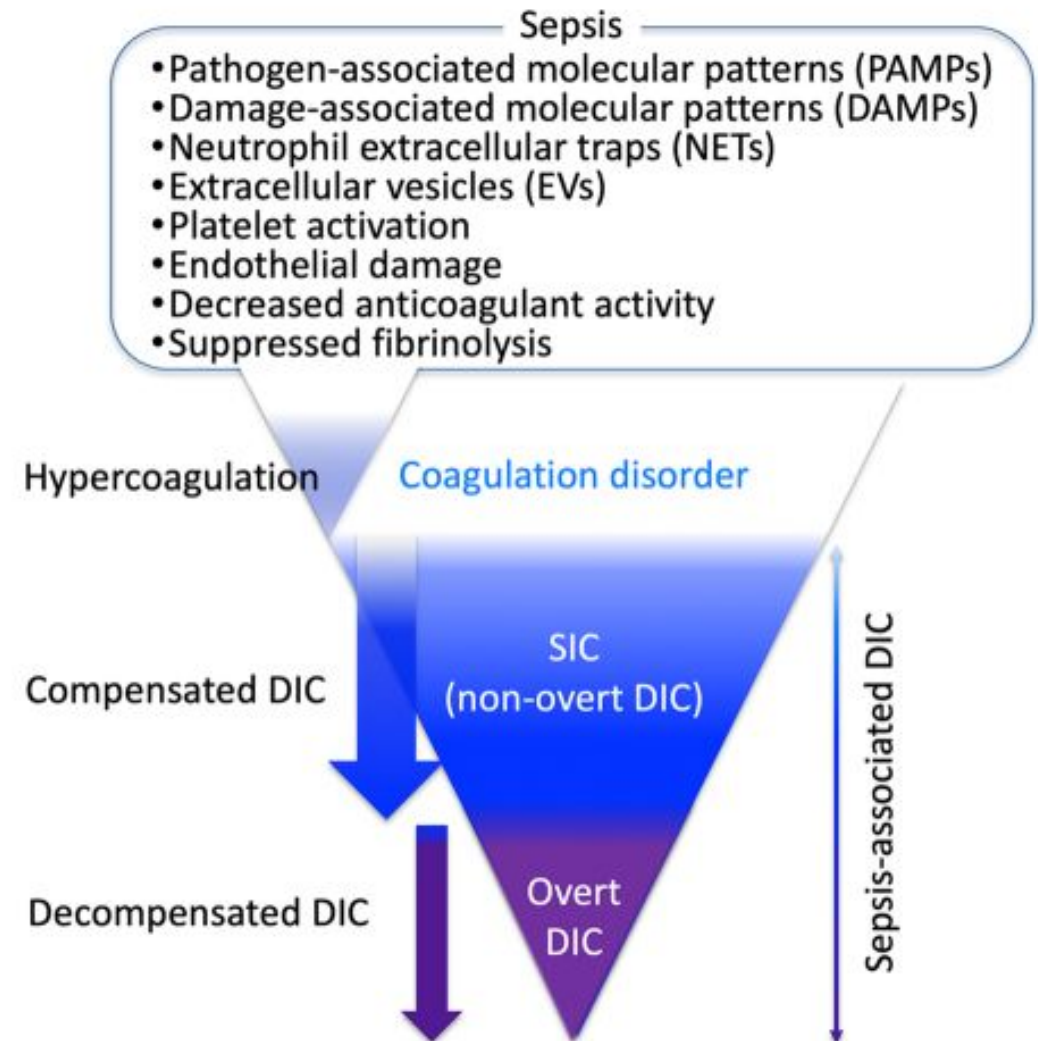 Sepsis
•Pathogen-associated molecular patterns (PAMPs)
•Damage-associated molecular patterns (DAMPs)
•Neutrophil extracellular traps (NETs)
•Extracellular vesicles (EVs)
•Platelet activation
•Endothelial damage
•Decreased anticoagulant activity
•Suppressed fibrinolysis
Hypercoagulation
Coagulation disorder
Compensated DIC
SIC
(non-overt DIC)
Decompensated DIC
Overt
DIC
Sepsis-associated DIC